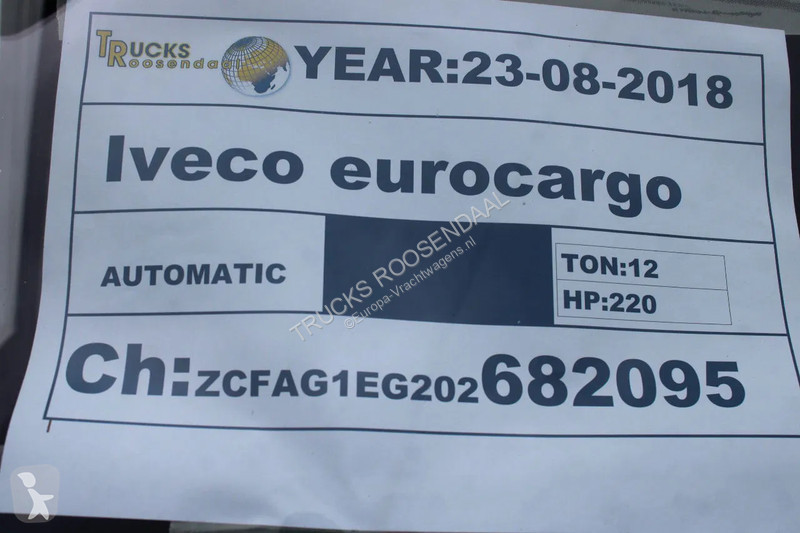 TRUCKS
Roosendaal
YEAR:23-08-2018
Iveco eurocargo
AUTOMATIC
TON:12
HP:220
Ch:ZCFAG1EG202682095
TRUCKS ROOSENDAAL
©Europa-Vrachtwagens.nl